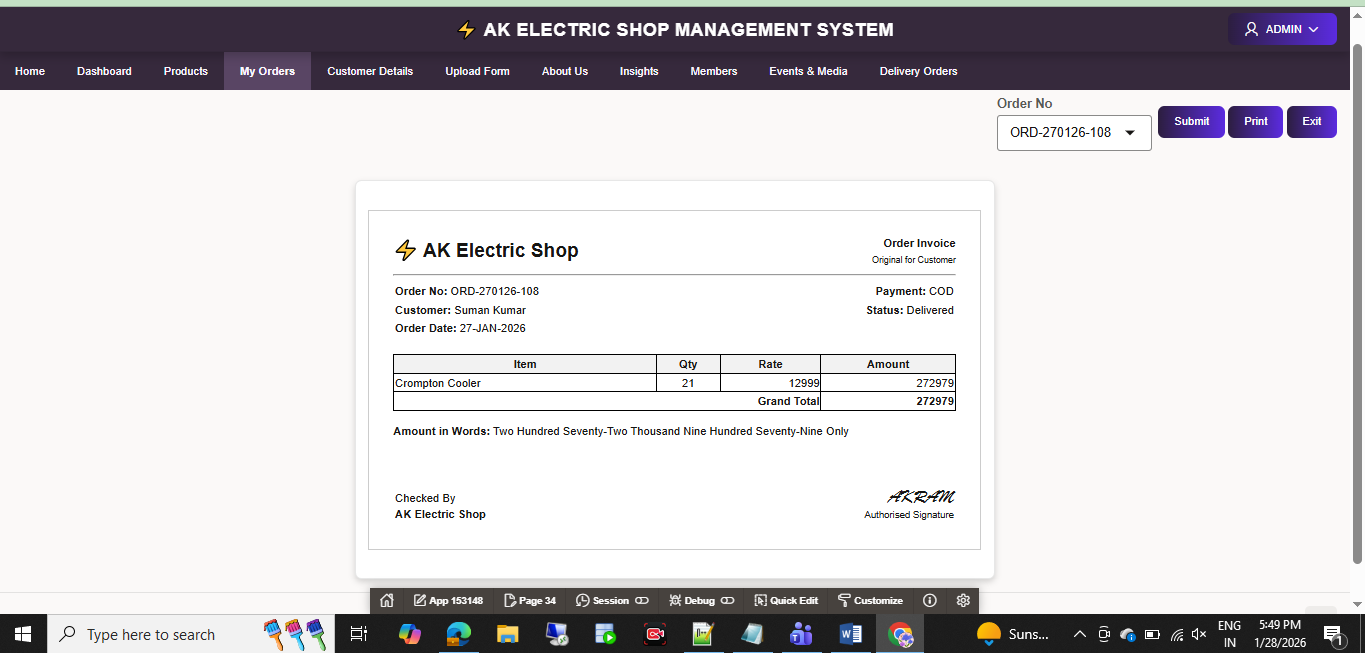 AK ELECTRIC SHOP MANAGEMENT SYSTEM
ADMIN
Home Dashboard Products My Orders Customer Details Upload Form About Us Insights Members Events & Media Delivery Orders
Order No
ORD-270126-108
Submit Print Exit
AK Electric Shop
Order Invoice
Original for Customer
Order No: ORD-270126-108 Payment: COD
Customer: Suman Kumar Status: Delivered
Order Date: 27-JAN-2026
Item Qty Rate Amount
Crompton Cooler 21 12999 272979
Grand Total 272979
Amount in Words: Two Hundred Seventy-Two Thousand Nine Hundred Seventy-Nine Only
Checked By AKRAM
AK Electric Shop Authorised Signature
App 153148 Page 34 Session Debug Quick Edit Customize
Type here to search
Suns...
ENG
IN
5:49 PM
1/28/2026
1